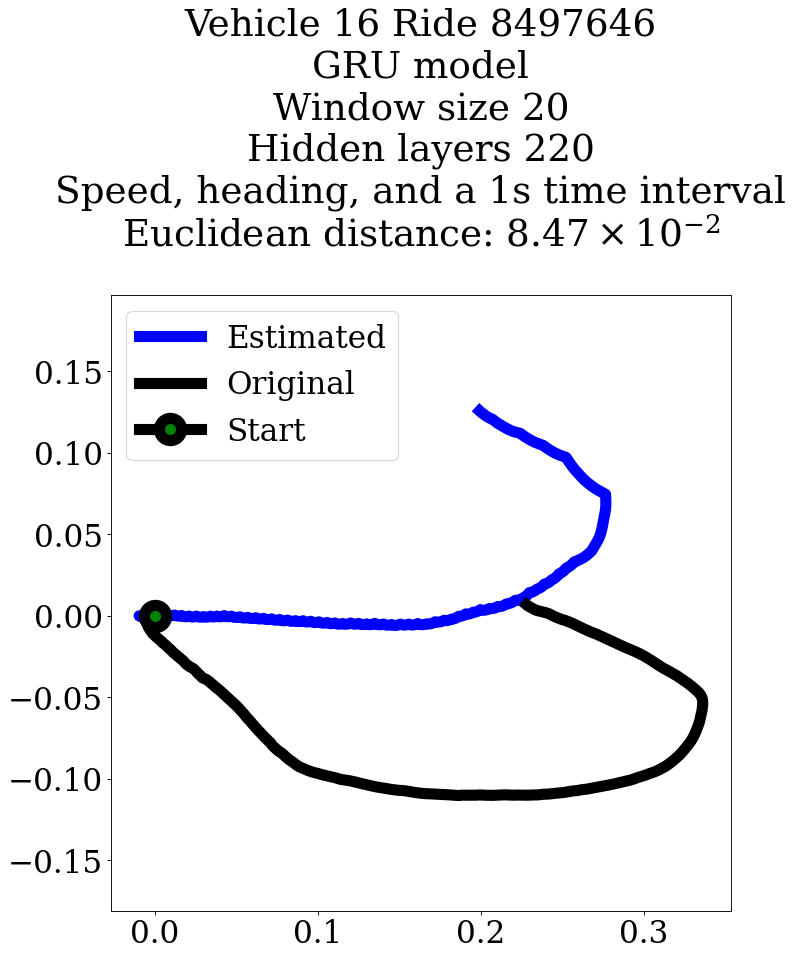 Vehicle 16 Ride 8497646
GRU model
Window size 20
Hidden layers 220
Speed, heading, and a 1s time interval
Euclidean distance: 8.47 × 10⁻²
Estimated
Original
Start
0.15
0.10
0.05
0.00
−0.05
−0.10
−0.15
0.0 0.1 0.2 0.3